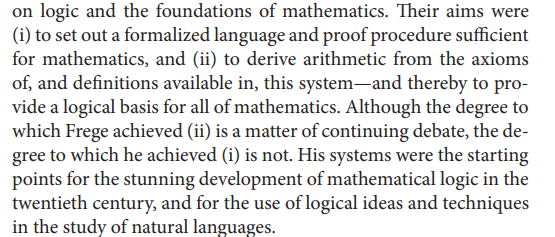 on logic and the foundations of mathematics. Their aims were
(i) to set out a formalized language and proof procedure sufficient
for mathematics, and (ii) to derive arithmetic from the axioms
of, and definitions available in, this system—and thereby to pro-
vide a logical basis for all of mathematics. Although the degree to
which Frege achieved (ii) is a matter of continuing debate, the de-
gree to which he achieved (i) is not. His systems were the starting
points for the stunning development of mathematical logic in the
twentieth century, and for the use of logical ideas and techniques
in the study of natural languages.